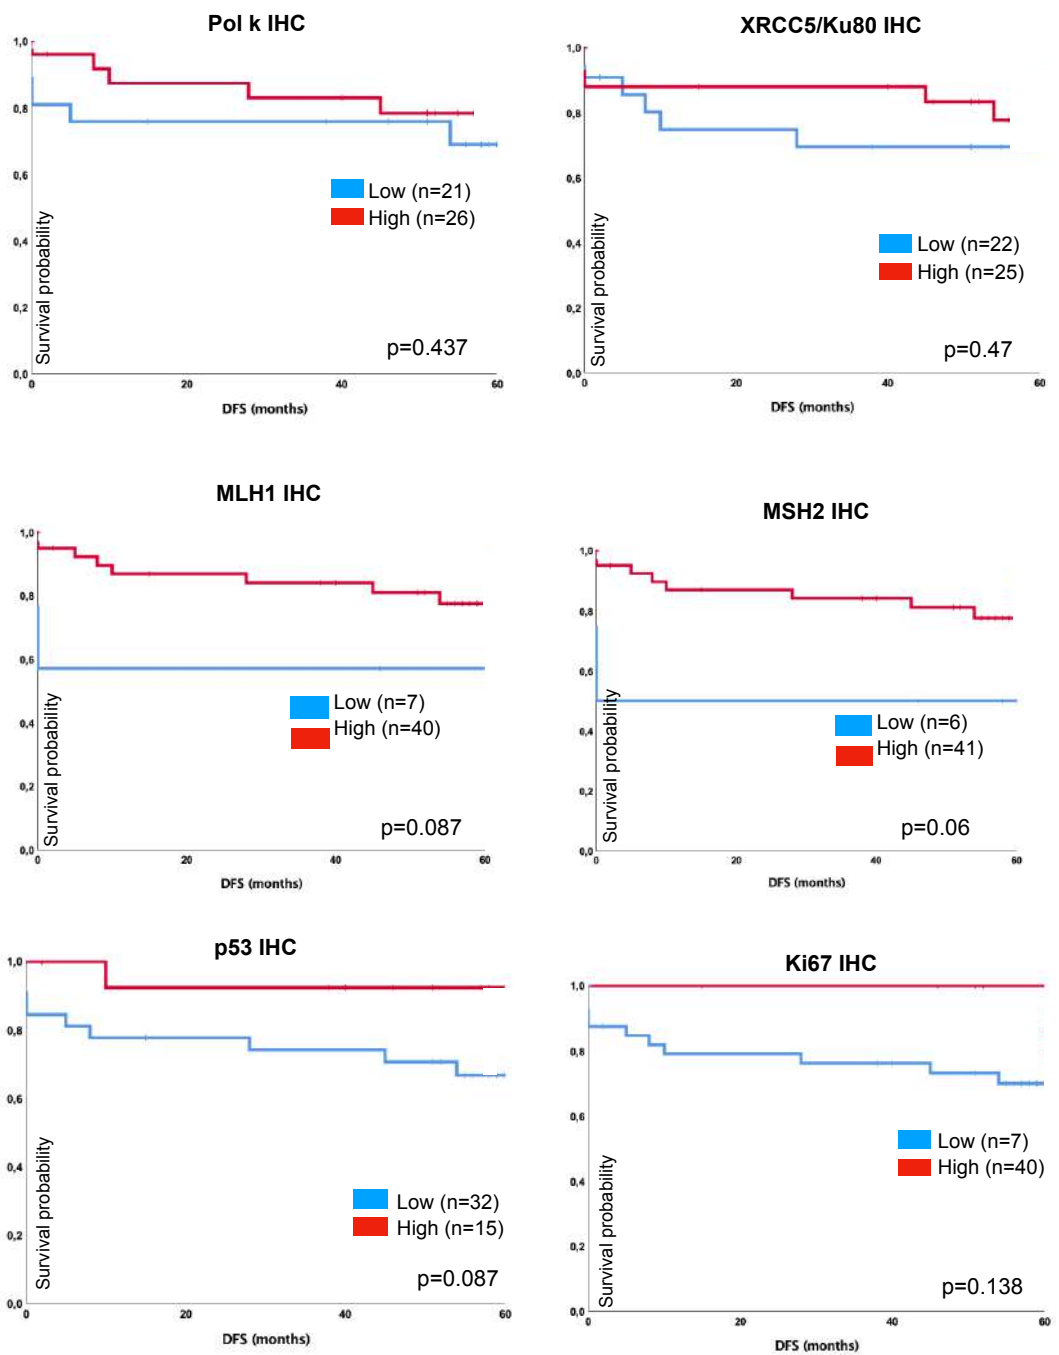 Pol k IHC
1,0
0,8
0,6
0,4
0,2
0,0
Survival probability
Low (n=21)
High (n=26)
p=0.437
0
20
40
60
DFS (months)
XRCC5/Ku80 IHC
1,0
0,8
0,6
0,4
0,2
0,0
Survival probability
Low (n=22)
High (n=25)
p=0.47
0
20
40
60
DFS (months)
MLH1 IHC
1,0
0,8
0,6
0,4
0,2
0,0
Survival probability
Low (n=7)
High (n=40)
p=0.087
0
20
40
60
DFS (months)
MSH2 IHC
1,0
0,8
0,6
0,4
0,2
0,0
Survival probability
Low (n=6)
High (n=41)
p=0.06
0
20
40
60
DFS (months)
p53 IHC
1,0
0,8
0,6
0,4
0,2
0,0
Survival probability
Low (n=32)
High (n=15)
p=0.087
0
20
40
60
DFS (months)
Ki67 IHC
1,0
0,8
0,6
0,4
0,2
0,0
Survival probability
Low (n=7)
High (n=40)
p=0.138
0
20
40
60
DFS (months)